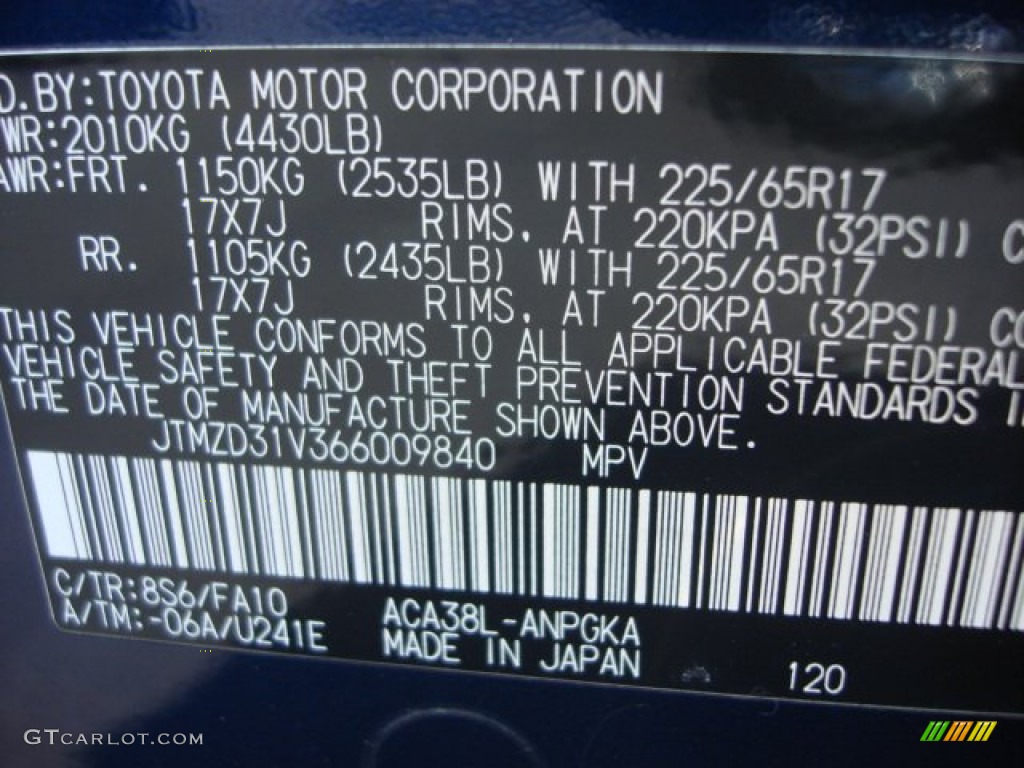 D.BY:TOYOTA MOTOR CORPORATION
WR:2010KG (4430LB)
AWR:FRT. 1150KG (2535LB) WITH 225/65R17
17X7J RIMS, AT 220KPA (32PSI) C
RR. 1105KG (2435LB) WITH 225/65R17
17X7J RIMS, AT 220KPA (32PSI) CO
THIS VEHICLE CONFORMS TO ALL APPLICABLE FEDERAL
VEHICLE SAFETY AND THEFT PREVENTION STANDARDS I
THE DATE OF MANUFACTURE SHOWN ABOVE.
JTMZD31V366009840 MPV
C/TR:8S6/FA10 ACA38L-ANPGKA
A/TM:-06A/U241E MADE IN JAPAN 120
GTCARLOT.COM